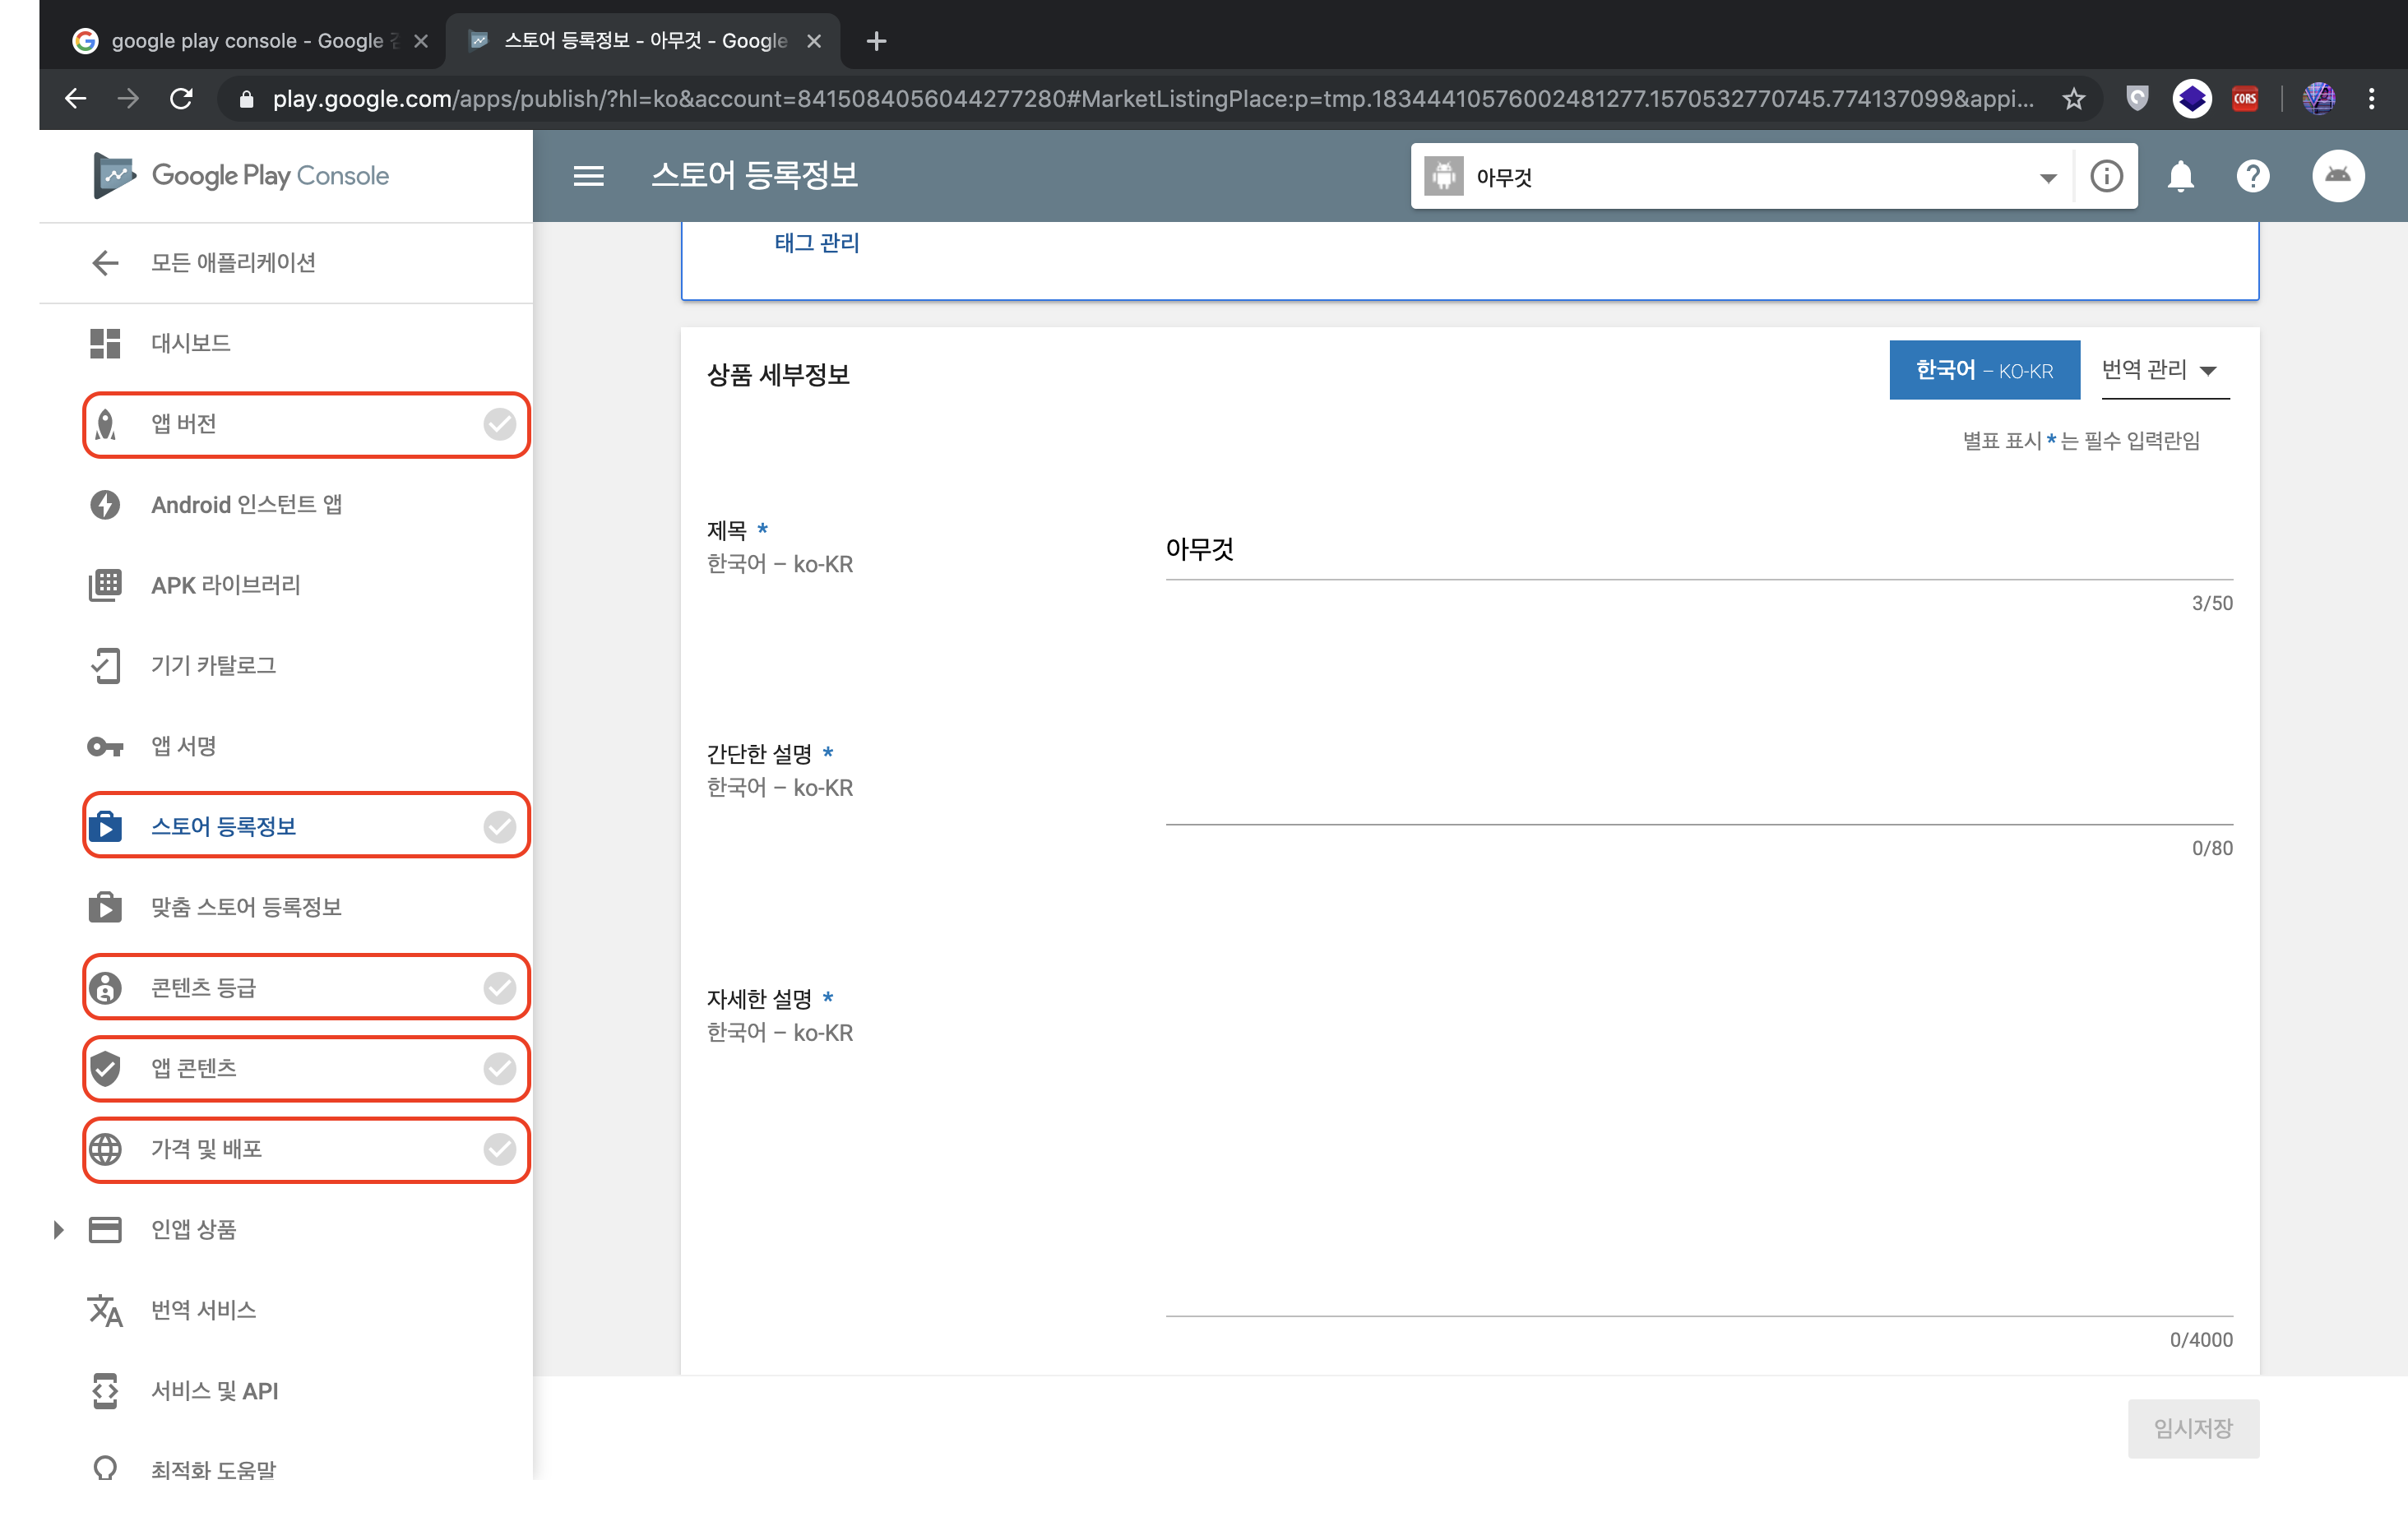 google play console - Google
스토어 등록정보 - 아무것 - Google
play.google.com/apps/publish/?hl=ko&account=8415084056044277280#MarketListingPlace:p=tmp.18344410576002481277.1570532770745.774137099&appi...
CORS
Google Play Console
스토어 등록정보
아무것
모든 애플리케이션
대시보드
앱 버전
Android 인스턴트 앱
APK 라이브러리
기기 카탈로그
앱 서명
스토어 등록정보
맞춤 스토어 등록정보
콘텐츠 등급
앱 콘텐츠
가격 및 배포
인앱 상품
번역 서비스
서비스 및 API
최적화 도움말
태그 관리
상품 세부정보
한국어 – KO-KR
번역 관리
별표 표시 * 는 필수 입력란임
제목 *
한국어 – ko-KR
아무것
3/50
간단한 설명 *
한국어 – ko-KR
0/80
자세한 설명 *
한국어 – ko-KR
0/4000
임시저장